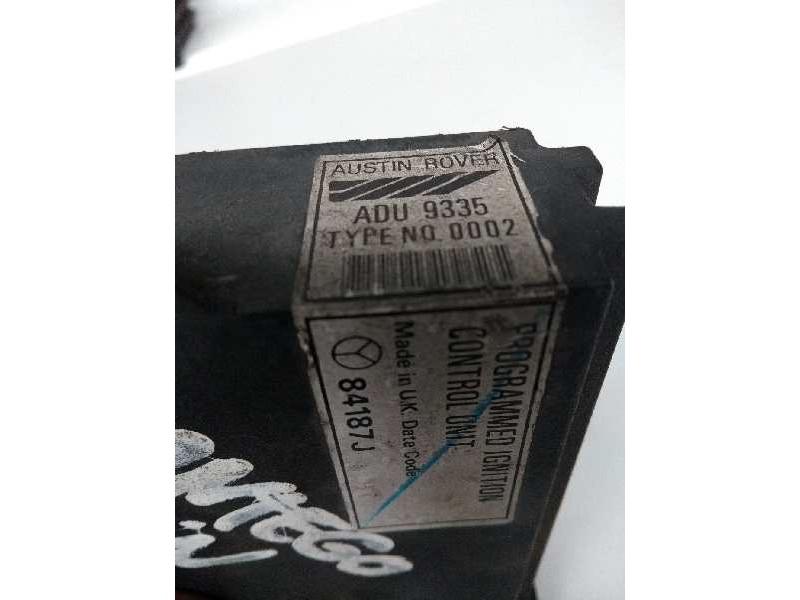 AUSTIN ROVER
ADU 9335
TYPE NO. 0002
PROGRAMMED IGNITION
CONTROL UNIT
Made in U.K. Date Code
84187J